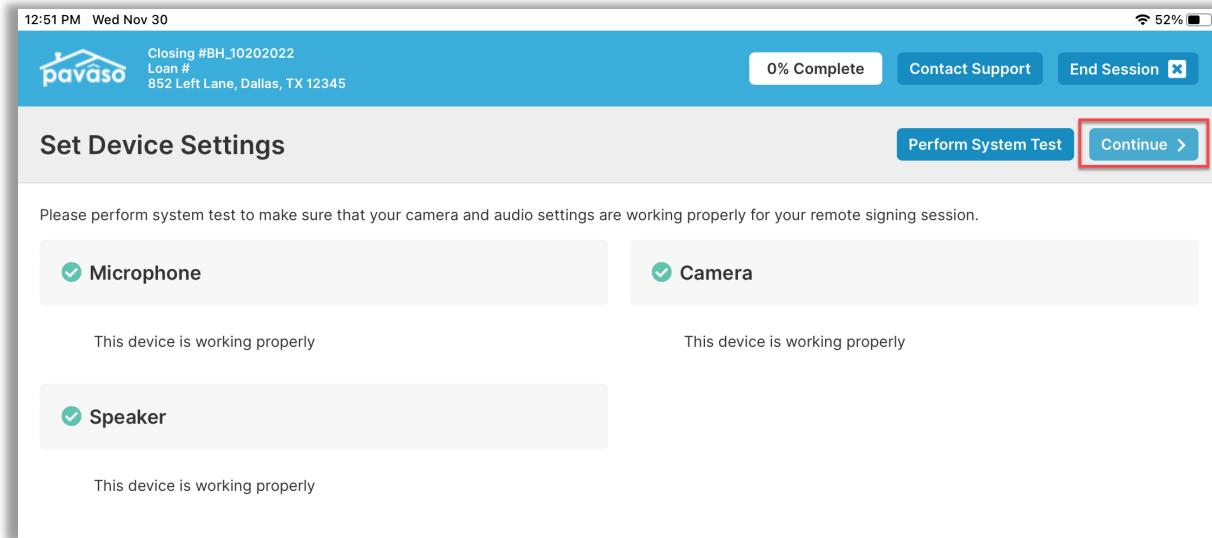 12:51 PM Wed Nov 30
52%
pavaso
Closing #BH_10202022
Loan #
852 Left Lane, Dallas, TX 12345
0% Complete
Contact Support
End Session
Set Device Settings
Perform System Test
Continue
Please perform system test to make sure that your camera and audio settings are working properly for your remote signing session.
Microphone
This device is working properly
Camera
This device is working properly
Speaker
This device is working properly